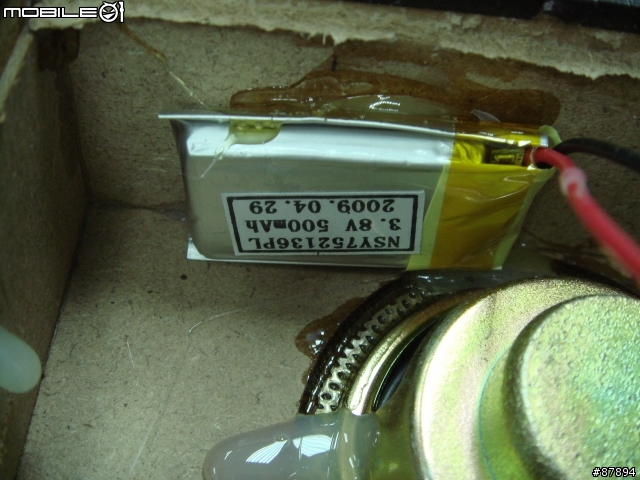 MOBILE01
NSY752136PL
3.8V 500mAh
2009.04.29
#87894